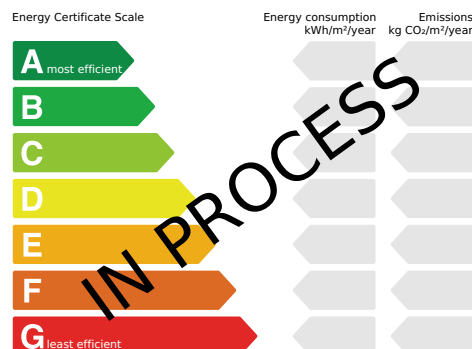 Energy Certificate Scale
Energy consumption
kWh/m²/year
Emissions
kg CO₂/m²/year
A most efficient
B
C
D
E
F
G least efficient
IN PROCESS